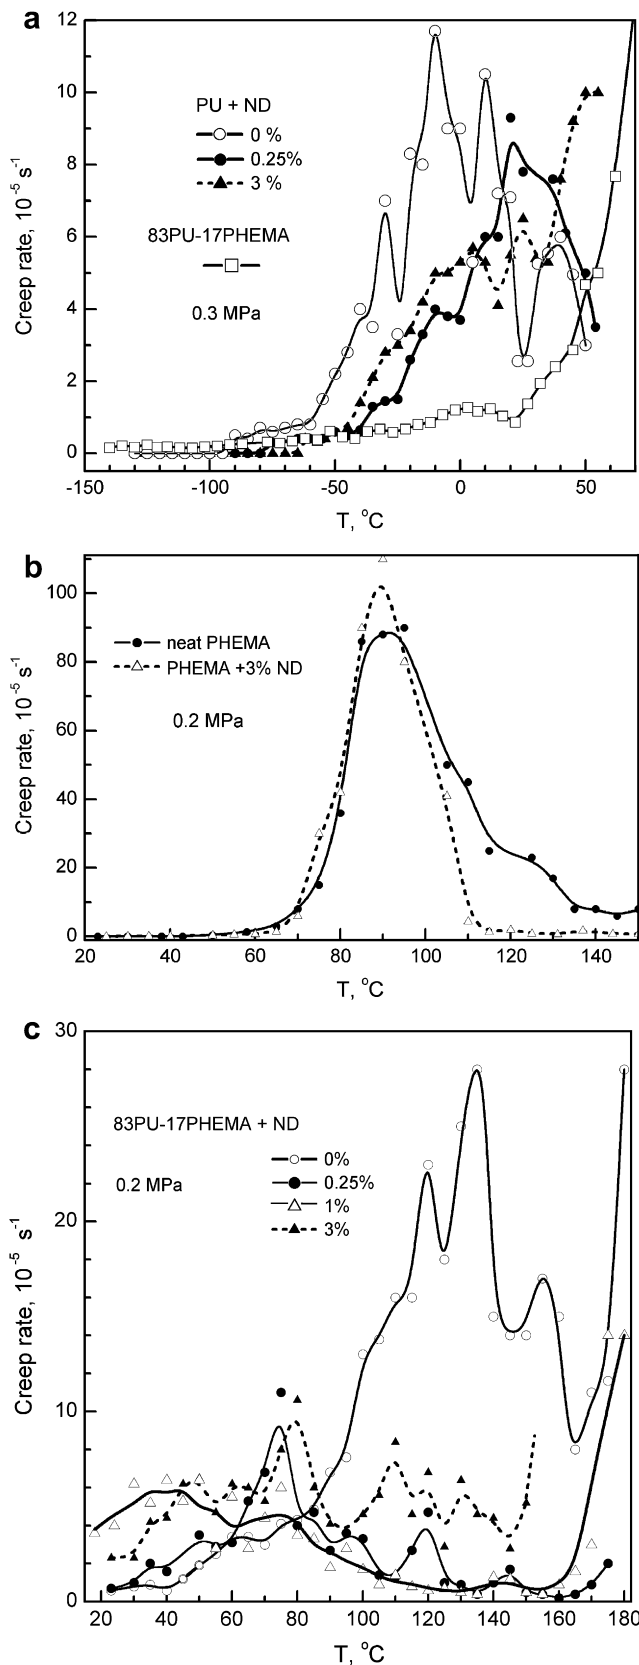 a
12
10
8
6
4
2
0
Creep rate, 10⁻⁵ s⁻¹
PU + ND
0 %
0.25%
3 %
83PU-17PHEMA
0.3 MPa
-150 -100 -50 0 50
T, °C
b
100
80
60
40
20
0
Creep rate, 10⁻⁵ s⁻¹
neat PHEMA
PHEMA +3% ND
0.2 MPa
20 40 60 80 100 120 140
T, °C
c
30
20
10
0
Creep rate, 10⁻⁵ s⁻¹
83PU-17PHEMA + ND
0%
0.2 MPa
0.25%
1%
3%
20 40 60 80 100 120 140 160 180
T, °C